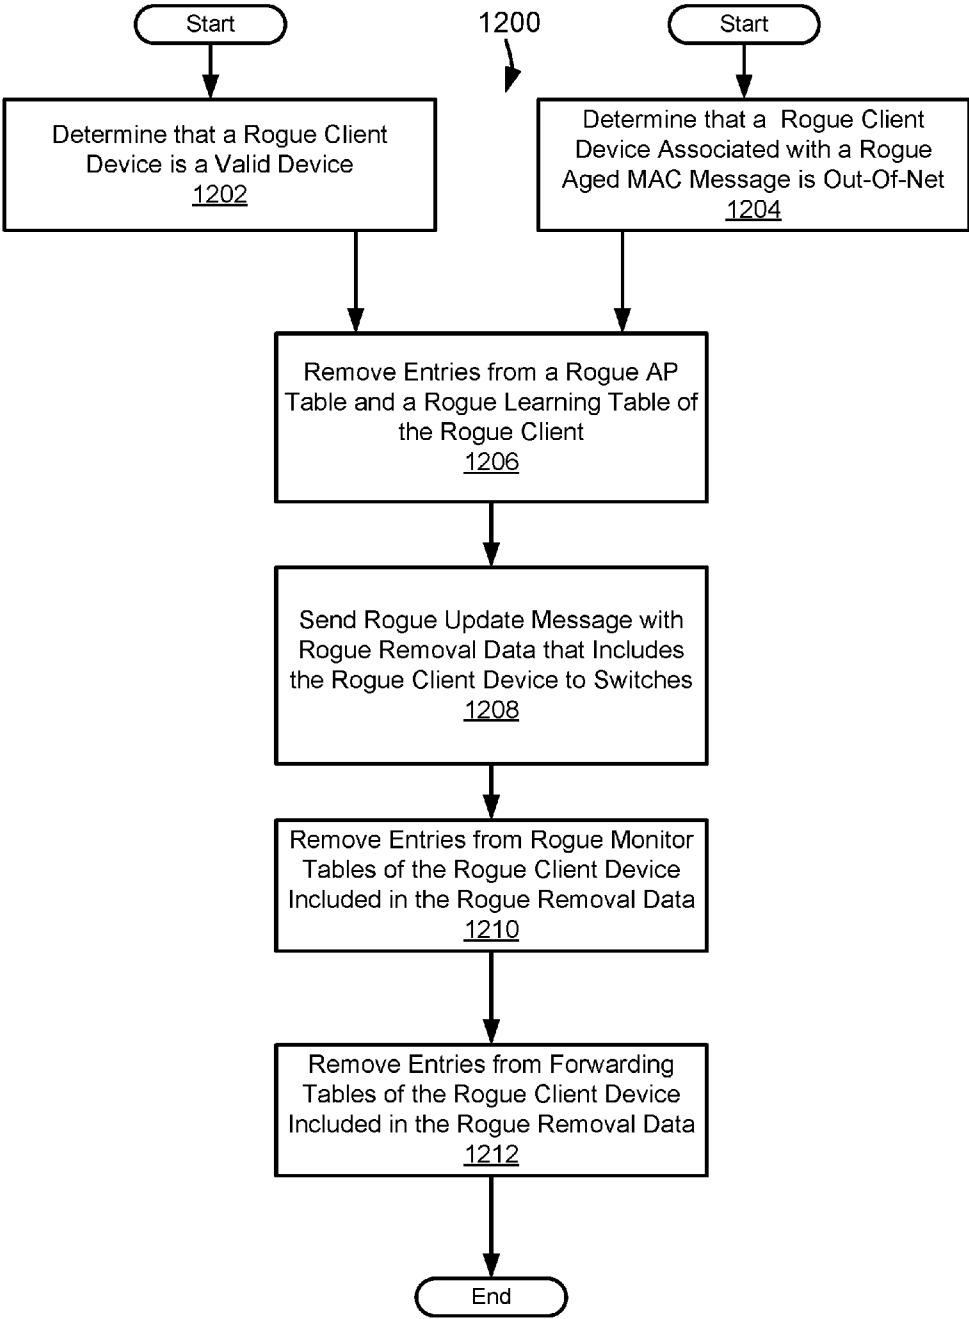 Start
1200
Start
Determine that a Rogue Client
Device is a Valid Device
1202
Determine that a Rogue Client
Device Associated with a Rogue
Aged MAC Message is Out-Of-Net
1204
Remove Entries from a Rogue AP
Table and a Rogue Learning Table of
the Rogue Client
1206
Send Rogue Update Message with
Rogue Removal Data that Includes
the Rogue Client Device to Switches
1208
Remove Entries from Rogue Monitor
Tables of the Rogue Client Device
Included in the Rogue Removal Data
1210
Remove Entries from Forwarding
Tables of the Rogue Client Device
Included in the Rogue Removal Data
1212
End